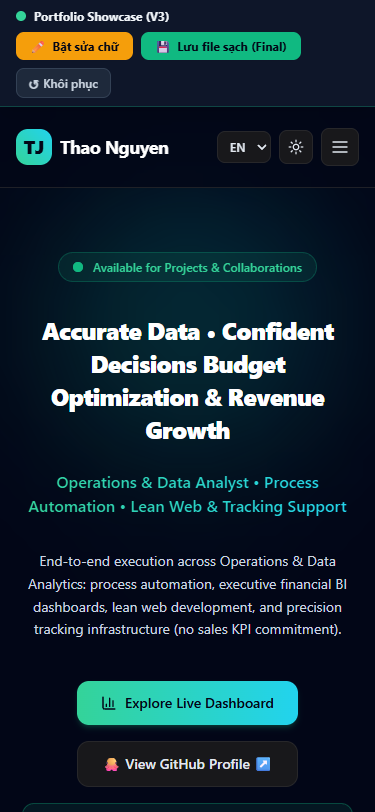 Portfolio Showcase (V3)
Bật sửa chữ
Lưu file sạch (Final)
↺ Khôi phục
TJ Thao Nguyen EN
Available for Projects & Collaborations
Accurate Data • Confident
Decisions Budget
Optimization & Revenue
Growth
Operations & Data Analyst • Process
Automation • Lean Web & Tracking Support
End-to-end execution across Operations & Data
Analytics: process automation, executive financial BI
dashboards, lean web development, and precision
tracking infrastructure (no sales KPI commitment).
Explore Live Dashboard
View GitHub Profile ↗